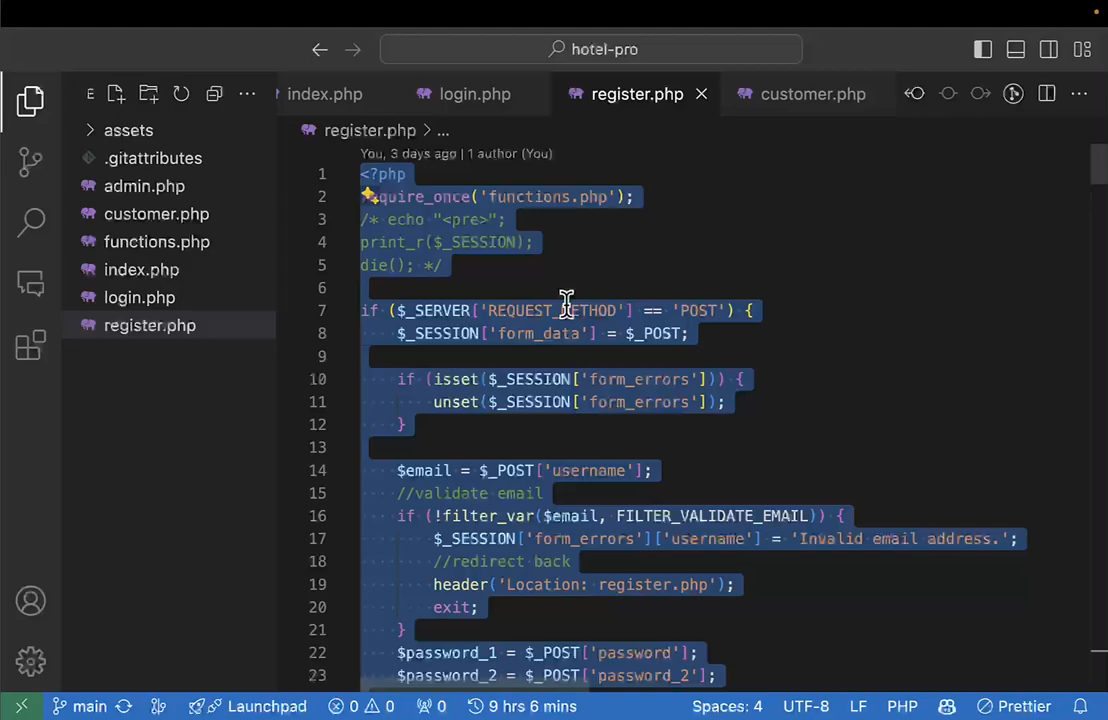 hotel-pro
E
index.php
login.php
register.php
customer.php
register.php > ...
assets
.gitattributes
admin.php
customer.php
functions.php
index.php
login.php
register.php
You, 3 days ago | 1 author (You)
1 <?php
2 quire_once('functions.php');
3 /* echo "<pre>";
4 print_r($_SESSION);
5 die(); */
6
7 if ($_SERVER['REQUEST_METHOD'] == 'POST') {
8 $_SESSION['form_data'] = $_POST;
9
10 if (isset($_SESSION['form_errors'])) {
11 unset($_SESSION['form_errors']);
12 }
13
14 $email = $_POST['username'];
15 //validate email
16 if (!filter_var($email, FILTER_VALIDATE_EMAIL)) {
17 $_SESSION['form_errors']['username'] = 'Invalid email address.';
18 //redirect back
19 header('Location: register.php');
20 exit;
21 }
22 $password_1 = $_POST['password'];
23 $password_2 = $_POST['password_2'];
main Launchpad 0 0 0 9 hrs 6 mins Spaces: 4 UTF-8 LF PHP Prettier